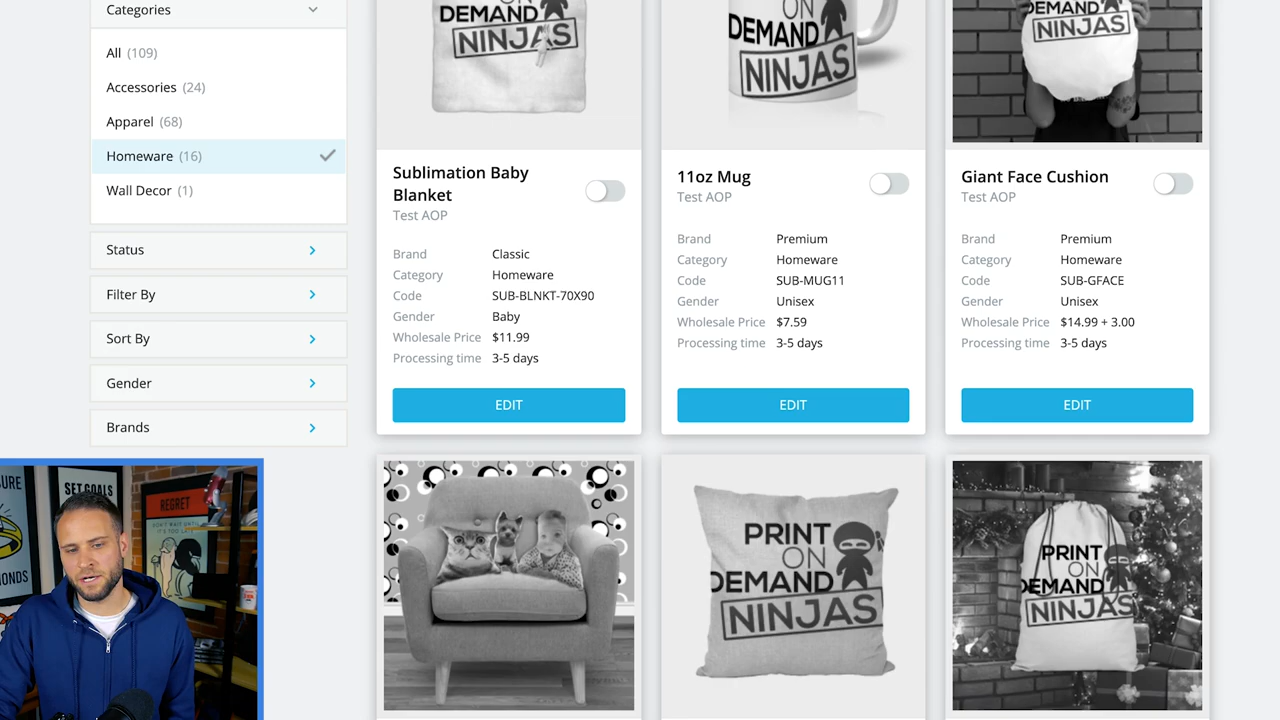 Categories
All (109)
Accessories (24)
Apparel (68)
Homeware (16)
Wall Decor (1)
Status
Filter By
Sort By
Gender
Brands
ON
DEMAND
NINJAS
Sublimation Baby
Blanket
Test AOP
Brand Classic
Category Homeware
Code SUB-BLNKT-70X90
Gender Baby
Wholesale Price $11.99
Processing time 3-5 days
EDIT
ON
DEMAND
NINJAS
11oz Mug
Test AOP
Brand Premium
Category Homeware
Code SUB-MUG11
Gender Unisex
Wholesale Price $7.59
Processing time 3-5 days
EDIT
DEMAND
NINJAS
Giant Face Cushion
Test AOP
Brand Premium
Category Homeware
Code SUB-GFACE
Gender Unisex
Wholesale Price $14.99 + 3.00
Processing time 3-5 days
EDIT
PRINT
ON
DEMAND
NINJAS
PRINT
ON
DEMAND
NINJAS
SET GOALS
REGRET